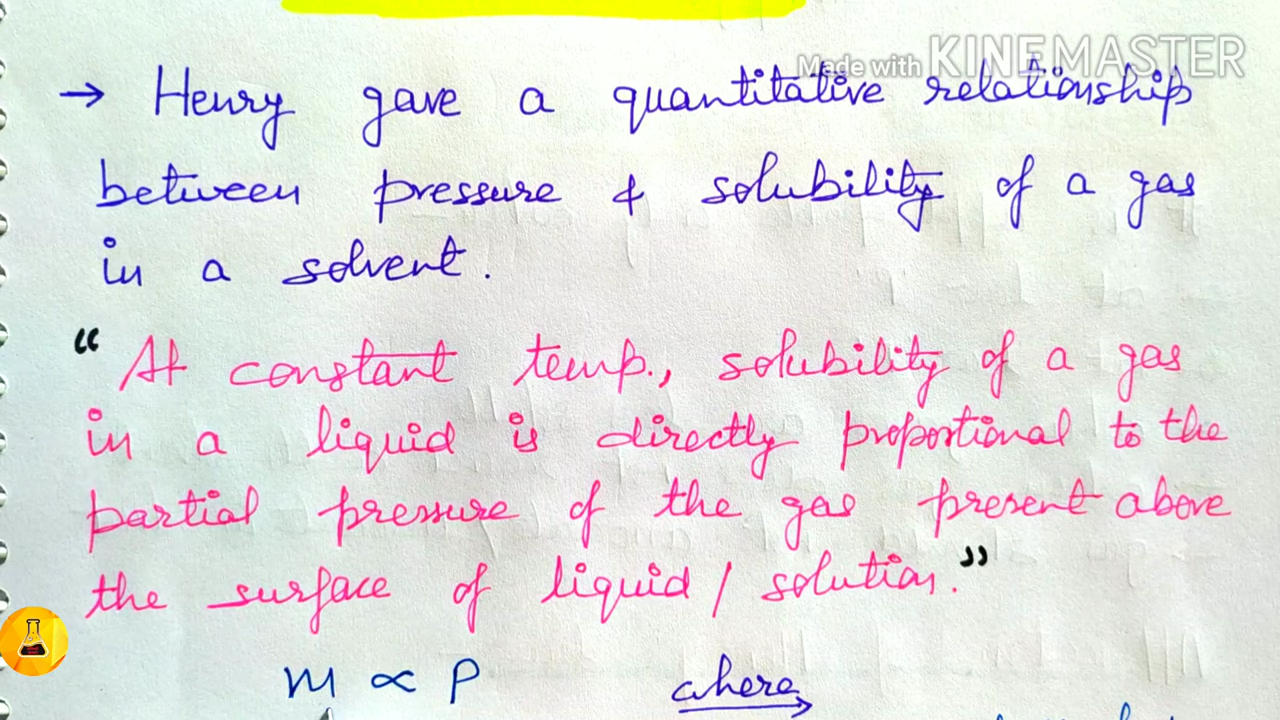 Made with KINEMASTER
→ Henry gave a quantitative relationship
between pressure & solubility of a gas
in a solvent.
“ At constant temp., solubility of a gas
in a liquid is directly proportional to the
partial pressure of the gas present above
the surface of liquid / solution.”
m ∝ P where